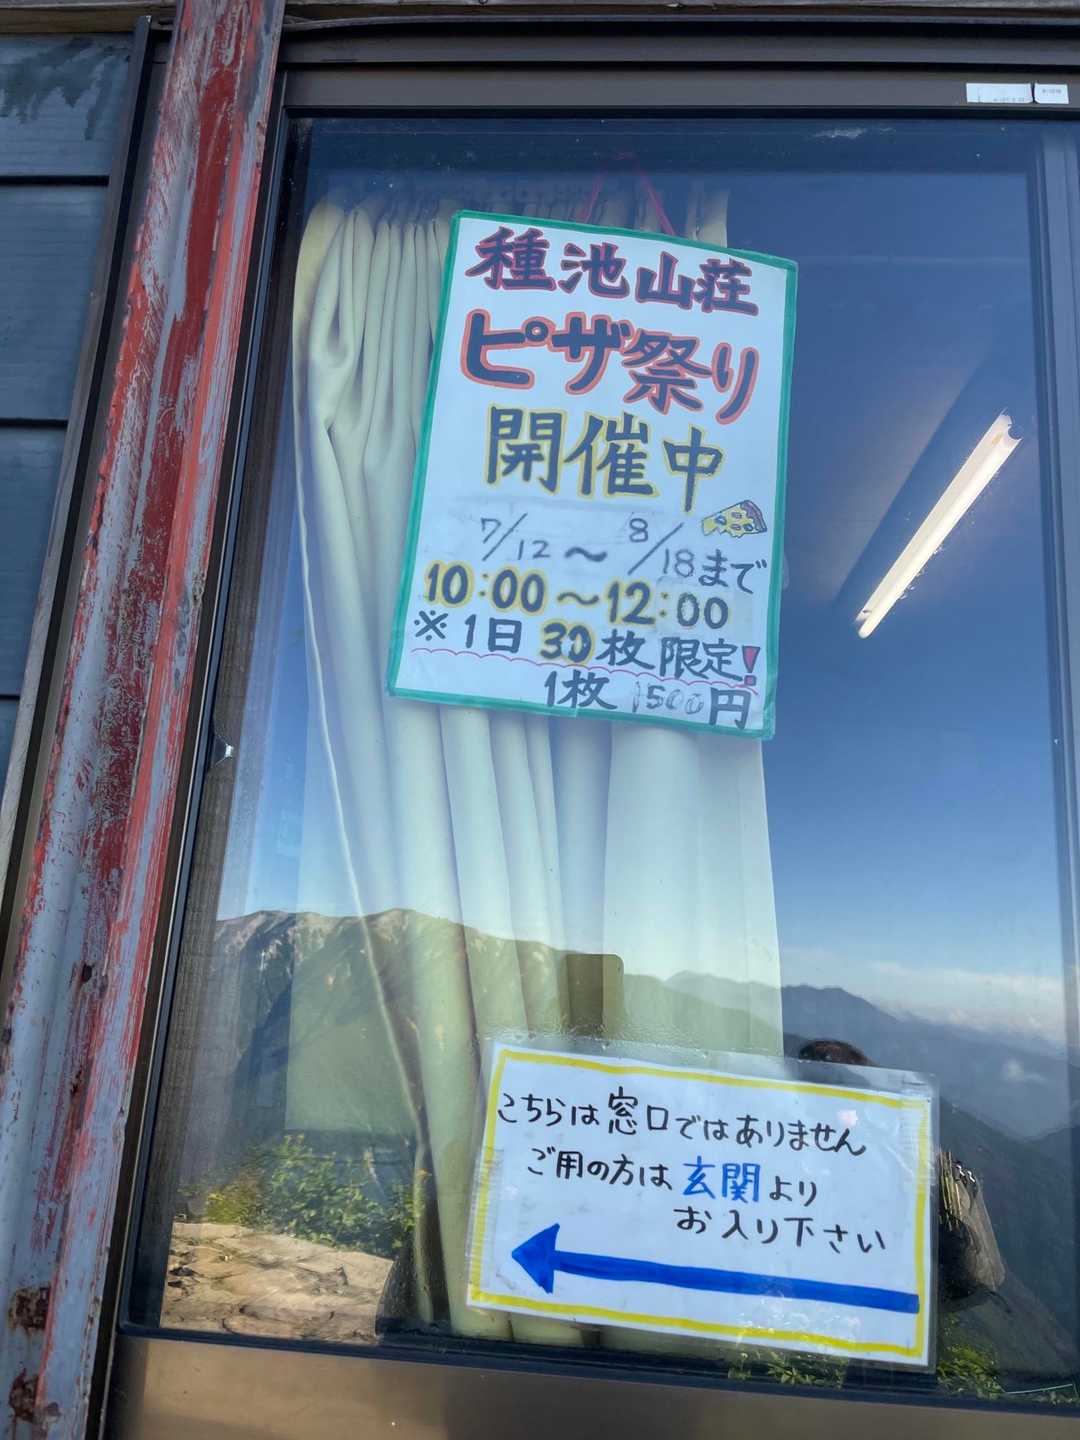 種池山荘
ピザ祭り
開催中
7/12〜8/18まで
10:00〜12:00
※1日30枚限定!
1枚1500円
こちらは窓口ではありません
ご用の方は玄関より
お入り下さい